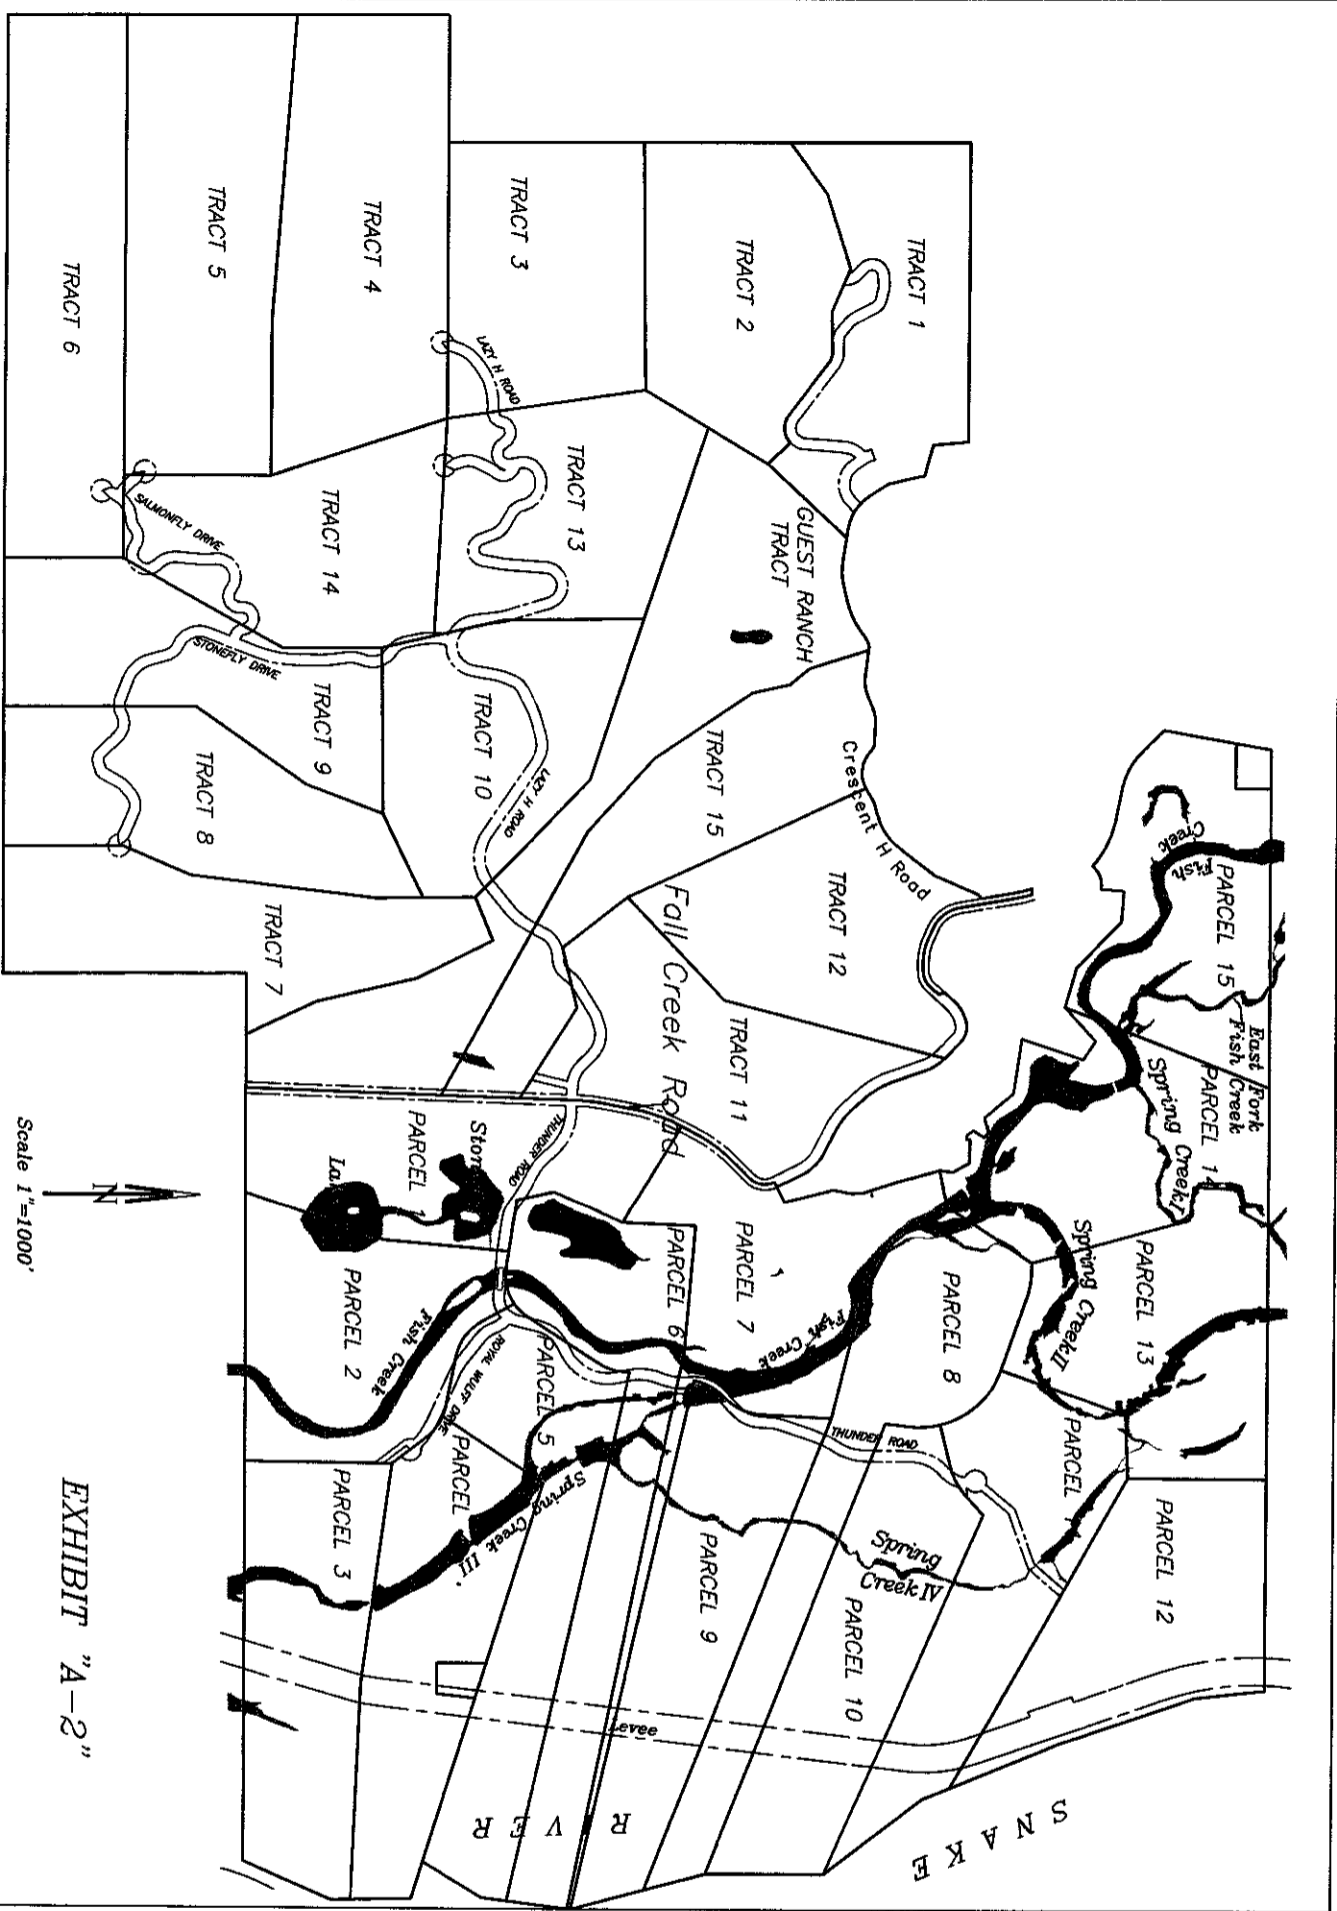 TRACT 1
TRACT 2
TRACT 3
TRACT 4
TRACT 5
TRACT 6
LAZY H ROAD
TRACT 13
TRACT 14
SALMONFLY DRIVE
GUEST RANCH
TRACT
STONEFLY DRIVE
TRACT 9
TRACT 10
TRACT 8
LAZY H ROAD
TRACT 15
Crescent H Road
TRACT 12
TRACT 7
Fall Creek Road
TRACT 11
Fish
Creek
PARCEL 15
East Fork
Fish Creek
PARCEL 14
Spring Creek I
Spring Creek II
PARCEL 13
PARCEL 1
THUNDER ROAD
PARCEL 2
Fish Creek
PARCEL 6
PARCEL 7
Fish Creek
PARCEL 8
PARCEL 5
ROYAL WULFF DRIVE
PARCEL
THUNDER ROAD
PARCEL
PARCEL 12
PARCEL 3
Spring Creek III
PARCEL 9
Spring
Creek IV
PARCEL 10
Levee
SNAKE
R VER
N
Scale 1"=1000'
EXHIBIT "A-2"